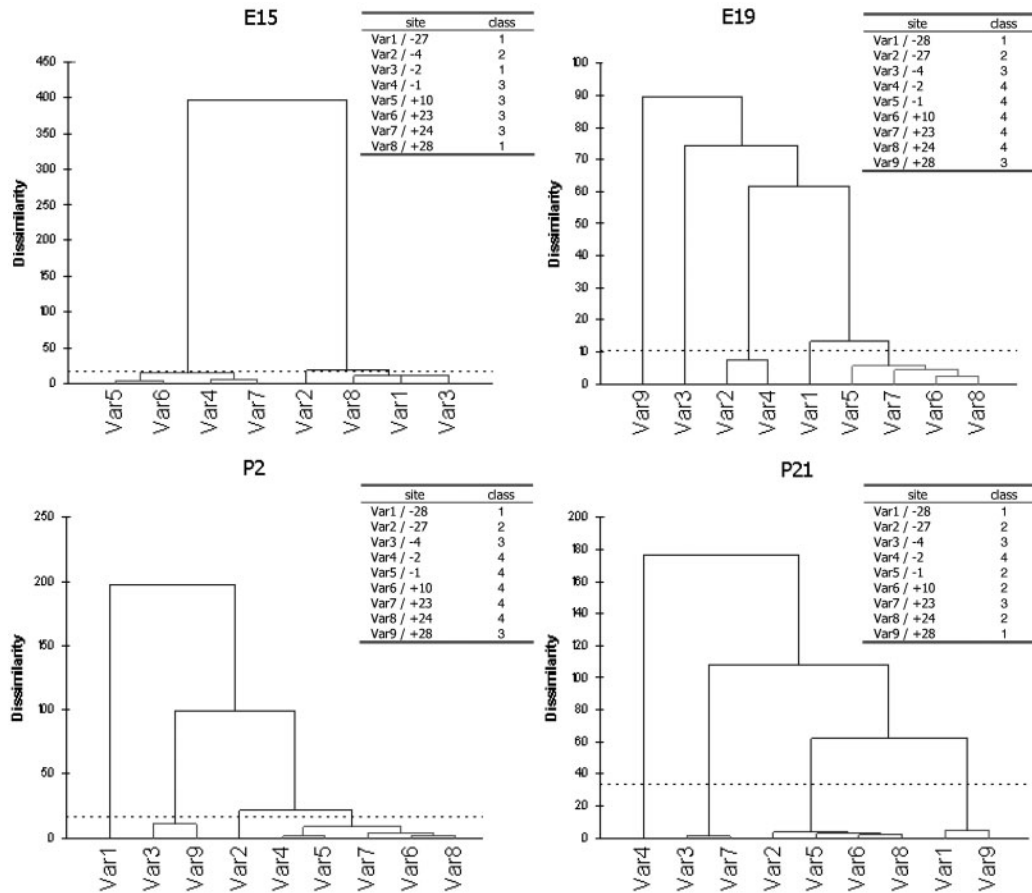 E15
site class
Var1 / -27 1
Var2 / -4 2
Var3 / -2 1
Var4 / -1 3
Var5 / +10 3
Var6 / +23 3
Var7 / +24 3
Var8 / +28 1
Dissimilarity
450
400
350
300
250
200
150
100
50
0
Var5 Var6 Var4 Var7 Var2 Var8 Var1 Var3
E19
site class
Var1 / -28 1
Var2 / -27 2
Var3 / -4 3
Var4 / -2 4
Var5 / -1 4
Var6 / +10 4
Var7 / +23 4
Var8 / +24 4
Var9 / +28 3
Dissimilarity
100
90
80
70
60
50
40
30
20
10
0
Var9 Var3 Var2 Var4 Var1 Var5 Var7 Var6 Var8
P2
site class
Var1 / -28 1
Var2 / -27 2
Var3 / -4 3
Var4 / -2 4
Var5 / -1 4
Var6 / +10 4
Var7 / +23 4
Var8 / +24 4
Var9 / +28 3
Dissimilarity
250
200
150
100
50
0
Var1 Var3 Var9 Var2 Var4 Var5 Var7 Var6 Var8
P21
site class
Var1 / -28 1
Var2 / -27 2
Var3 / -4 3
Var4 / -2 4
Var5 / -1 2
Var6 / +10 2
Var7 / +23 3
Var8 / +24 2
Var9 / +28 1
Dissimilarity
200
180
160
140
120
100
80
60
40
20
0
Var4 Var3 Var7 Var2 Var5 Var6 Var8 Var1 Var9